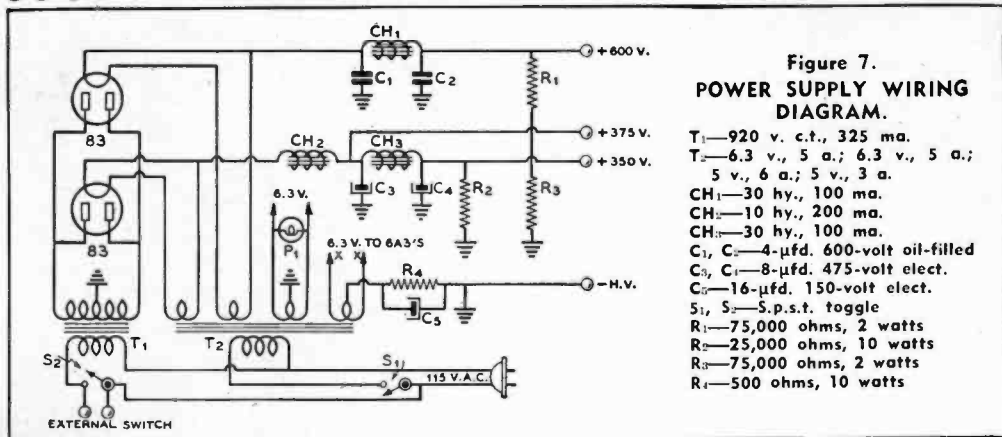 CH₁
+600 V.
C₁
C₂
R₁
83
CH₂
CH₃
+375 V.
+350 V.
C₃
C₄
R₂
R₃
83
6.3 V.
P₁
6.3 V. TO 6A3'S
X X
R₄
C₅
–H.V.
T₁
T₂
S₂
S₁
115 V.A.C.
EXTERNAL SWITCH
Figure 7.
POWER SUPPLY WIRING
DIAGRAM.
T₁—920 v. c.t., 325 ma.
T₂—6.3 v., 5 a.; 6.3 v., 5 a.;
5 v., 6 a.; 5 v., 3 a.
CH₁—30 hy., 100 ma.
CH₂—10 hy., 200 ma.
CH₃—30 hy., 100 ma.
C₁, C₂—4-µfd. 600-volt oil-filled
C₃, C₄—8-µfd. 475-volt elect.
C₅—16-µfd. 150-volt elect.
S₁, S₂—S.p.s.t. toggle
R₁—75,000 ohms, 2 watts
R₂—25,000 ohms, 10 watts
R₃—75,000 ohms, 2 watts
R₄—500 ohms, 10 watts